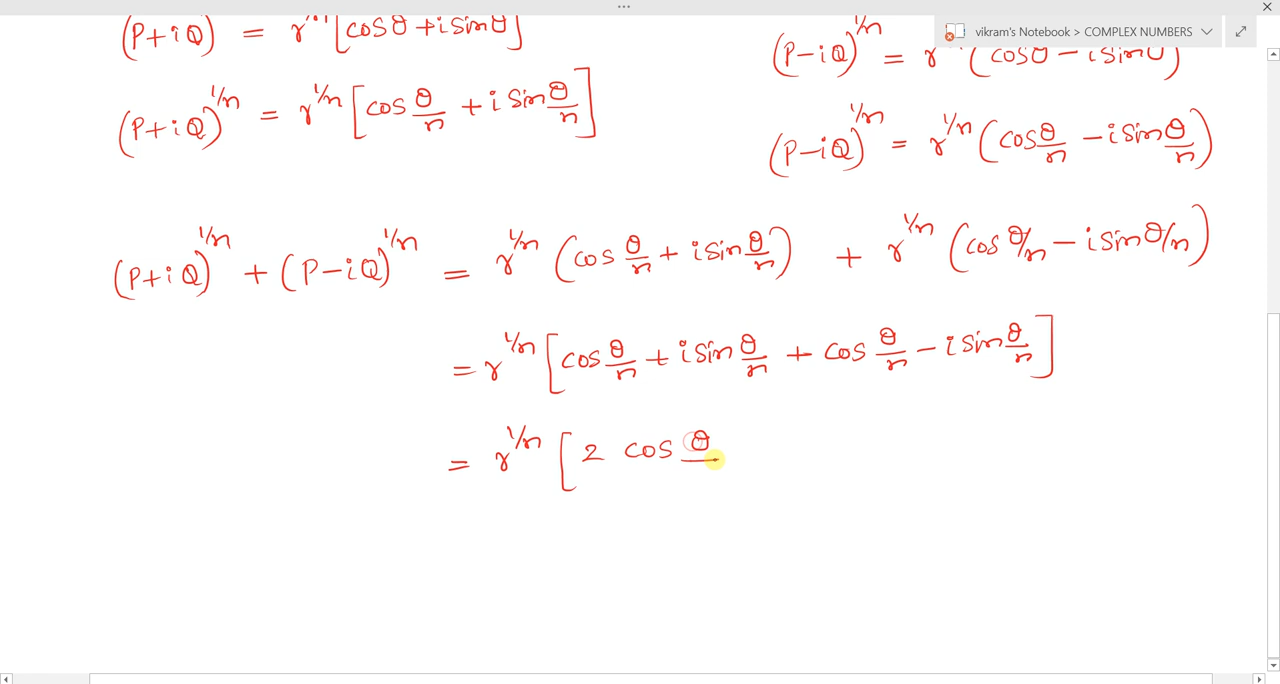 vikram's Notebook > COMPLEX NUMBERS
(P+iQ) = r [cosθ + i sinθ]
(P-iQ)^1/n = r (cosθ - i sinθ)
(P+iQ)^1/n = r^1/n [cos θ/n + i sin θ/n]
(P-iQ)^1/n = r^1/n (cos θ/n - i sin θ/n)
(P+iQ)^1/n + (P-iQ)^1/n = r^1/n (cos θ/n + i sin θ/n) + r^1/n (cos θ/n - i sin θ/n)
= r^1/n [cos θ/n + i sin θ/n + cos θ/n - i sin θ/n]
= r^1/n [2 cos θ